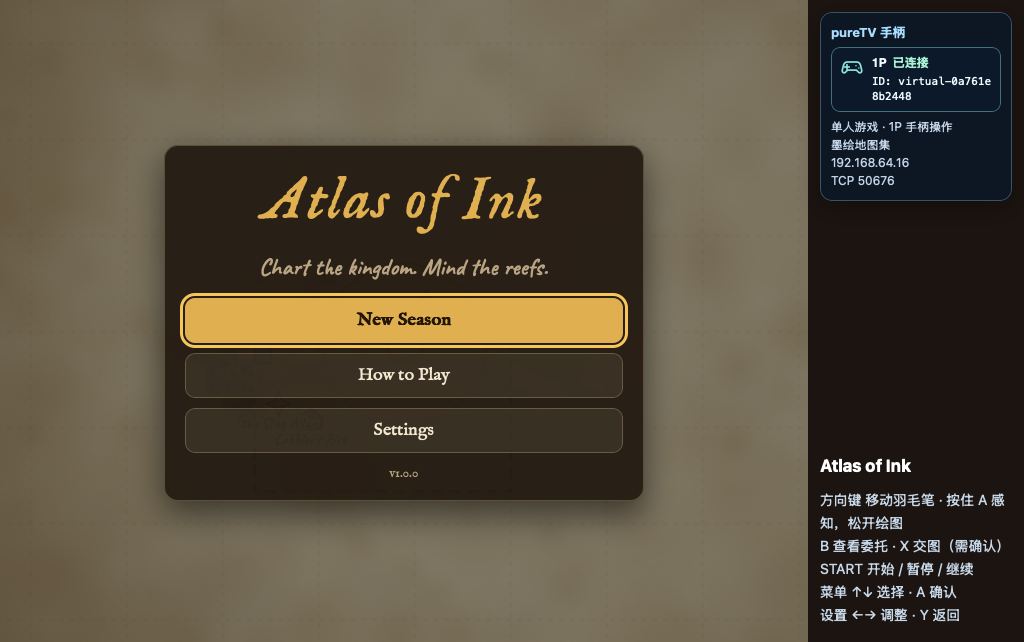 Atlas of Ink
Chart the kingdom. Mind the reefs.
New Season
How to Play
Settings
v1.0.0
pureTV 手柄
1P 已连接
ID: virtual-0a761e
8b2448
单人游戏 · 1P 手柄操作
墨绘地图集
192.168.64.16
TCP 50676
Atlas of Ink
方向键 移动羽毛笔 · 按住 A 感
知，松开绘图
B 查看委托 · X 交图（需确认）
START 开始 / 暂停 / 继续
菜单 ↑↓ 选择 · A 确认
设置 ←→ 调整 · Y 返回